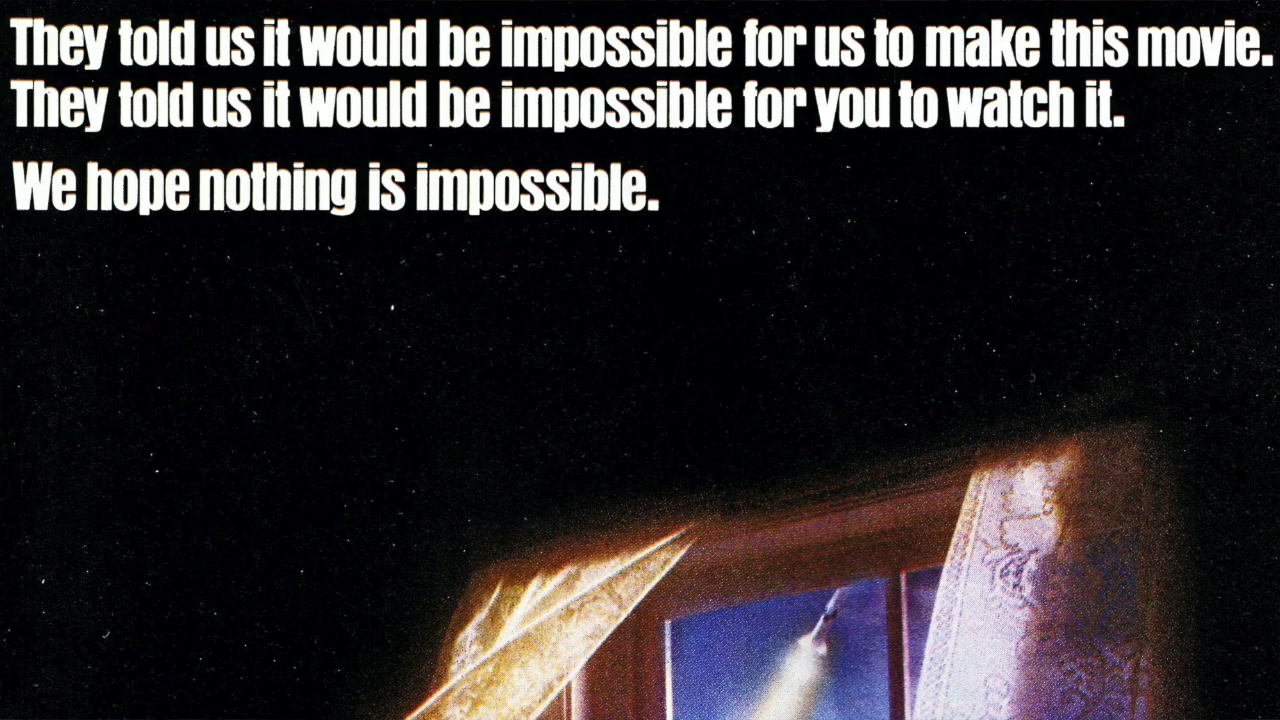 They told us it would be impossible for us to make this movie.
They told us it would be impossible for you to watch it.
We hope nothing is impossible.